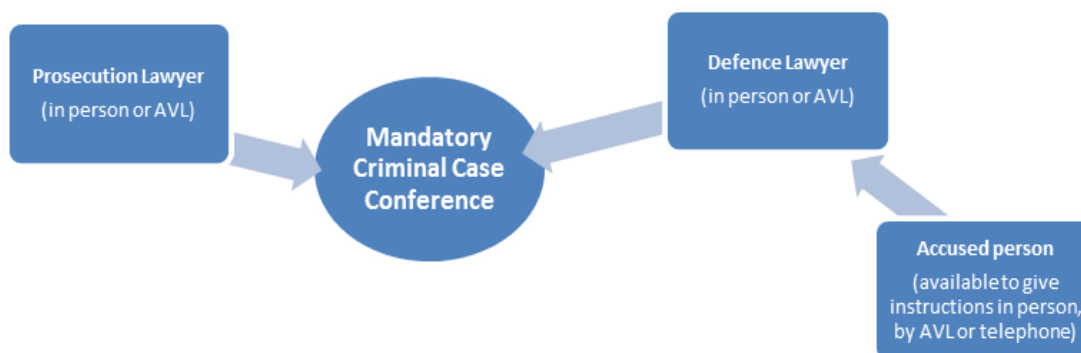 Prosecution Lawyer
(in person or AVL)
Mandatory
Criminal Case
Conference
Defence Lawyer
(in person or AVL)
Accused person
(available to give
instructions in person,
by AVL or telephone)